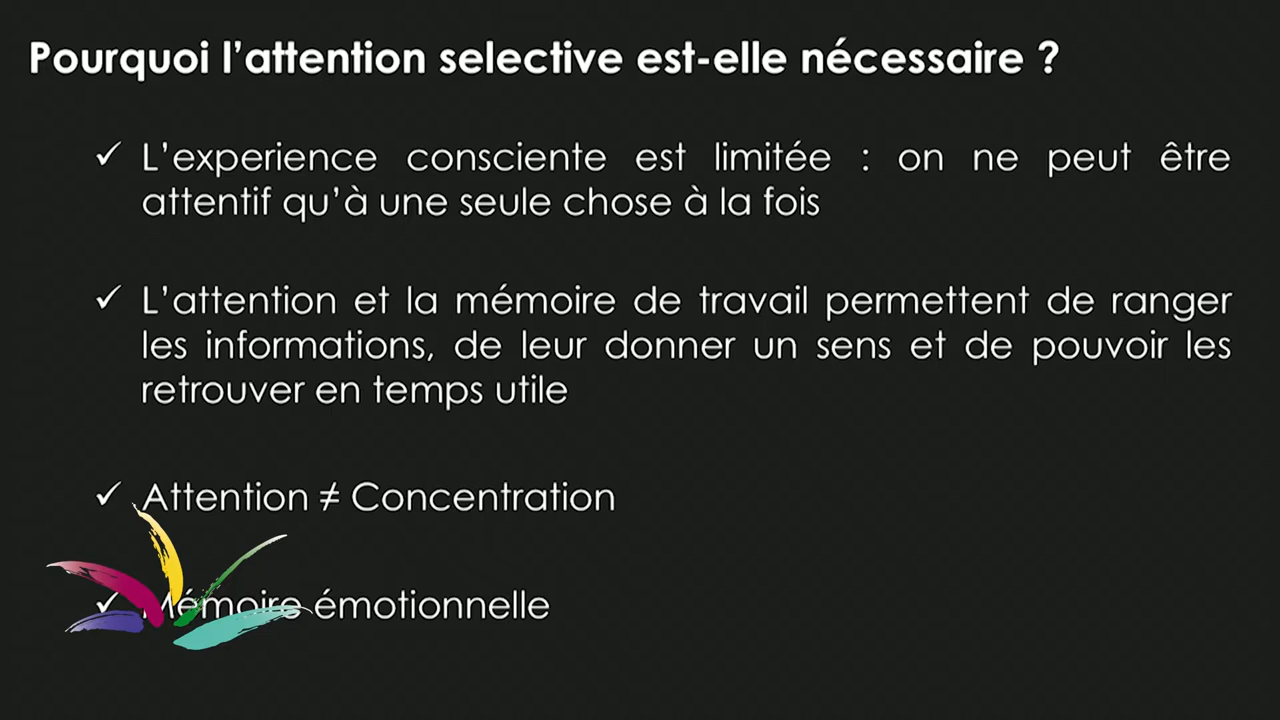 Pourquoi l’attention selective est-elle nécessaire ?
✓ L’experience consciente est limitée : on ne peut être
attentif qu’à une seule chose à la fois
✓ L’attention et la mémoire de travail permettent de ranger
les informations, de leur donner un sens et de pouvoir les
retrouver en temps utile
✓ Attention ≠ Concentration
✓ Mémoire émotionnelle